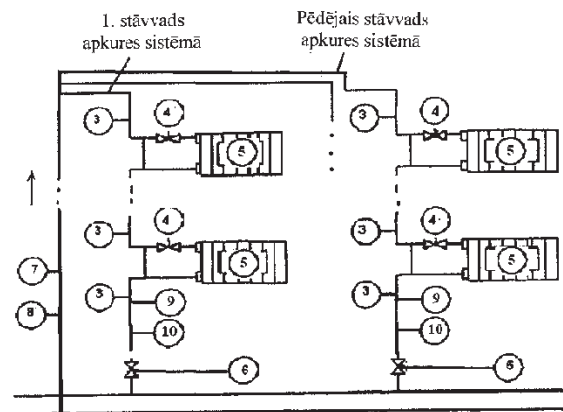 1. stāvvads
apkures sistēmā
Pēdējais stāvvads
apkures sistēmā
3 4 3 4
5 5
3 4 3 4
5 5
7
3 9 3 9
8 10 10
6 6